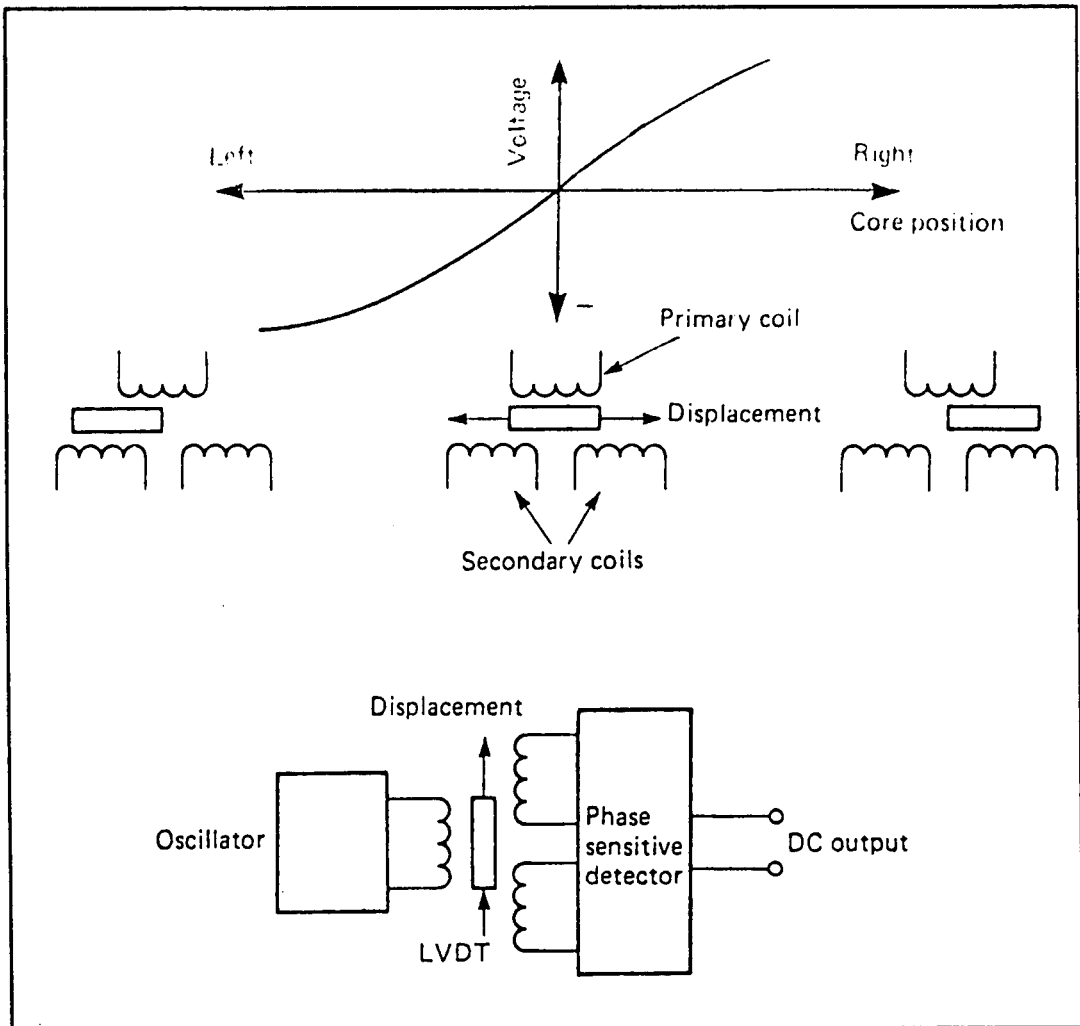 Voltage
Left
Right
Core position
–
Primary coil
Displacement
Secondary coils
Displacement
Oscillator
Phase
sensitive
detector
DC output
LVDT